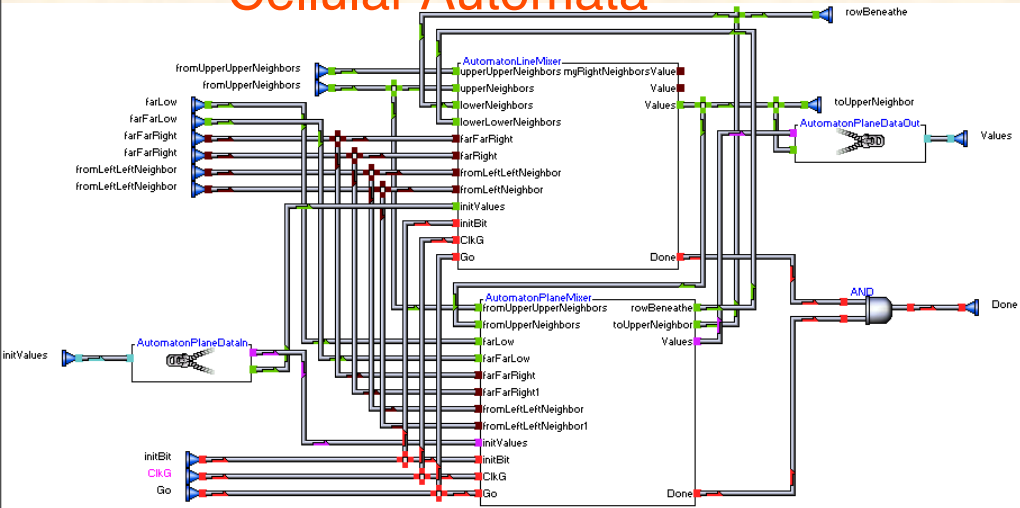 Cellular Automata
rowBeneathe
AutomatonLineMixer
fromUpperUpperNeighbors
upperUpperNeighbors
myRightNeighborsValue
fromUpperNeighbors
upperNeighbors
Value
farLow
lowerNeighbors
Values
toUpperNeighbor
farFarLow
lowerLowerNeighbors
AutomatonPlaneDataOut
farFarRight
farFarRight
Values
farFarRight
farRight
fromLeftLeftNeighbor
fromLeftLeftNeighbor
fromLeftLeftNeighbor
fromLeftNeighbor
initValues
initBit
ClkG
Go
Done
AND
AutomatonPlaneMixer
fromUpperUpperNeighbors
rowBeneathe
Done
fromUpperNeighbors
toUpperNeighbor
farLow
Values
AutomatonPlaneDataIn
initValues
farFarLow
farFarRight
farFarRight1
fromLeftLeftNeighbor
fromLeftLeftNeighbor1
initValues
initBit
initBit
ClkG
ClkG
Go
Go
Done